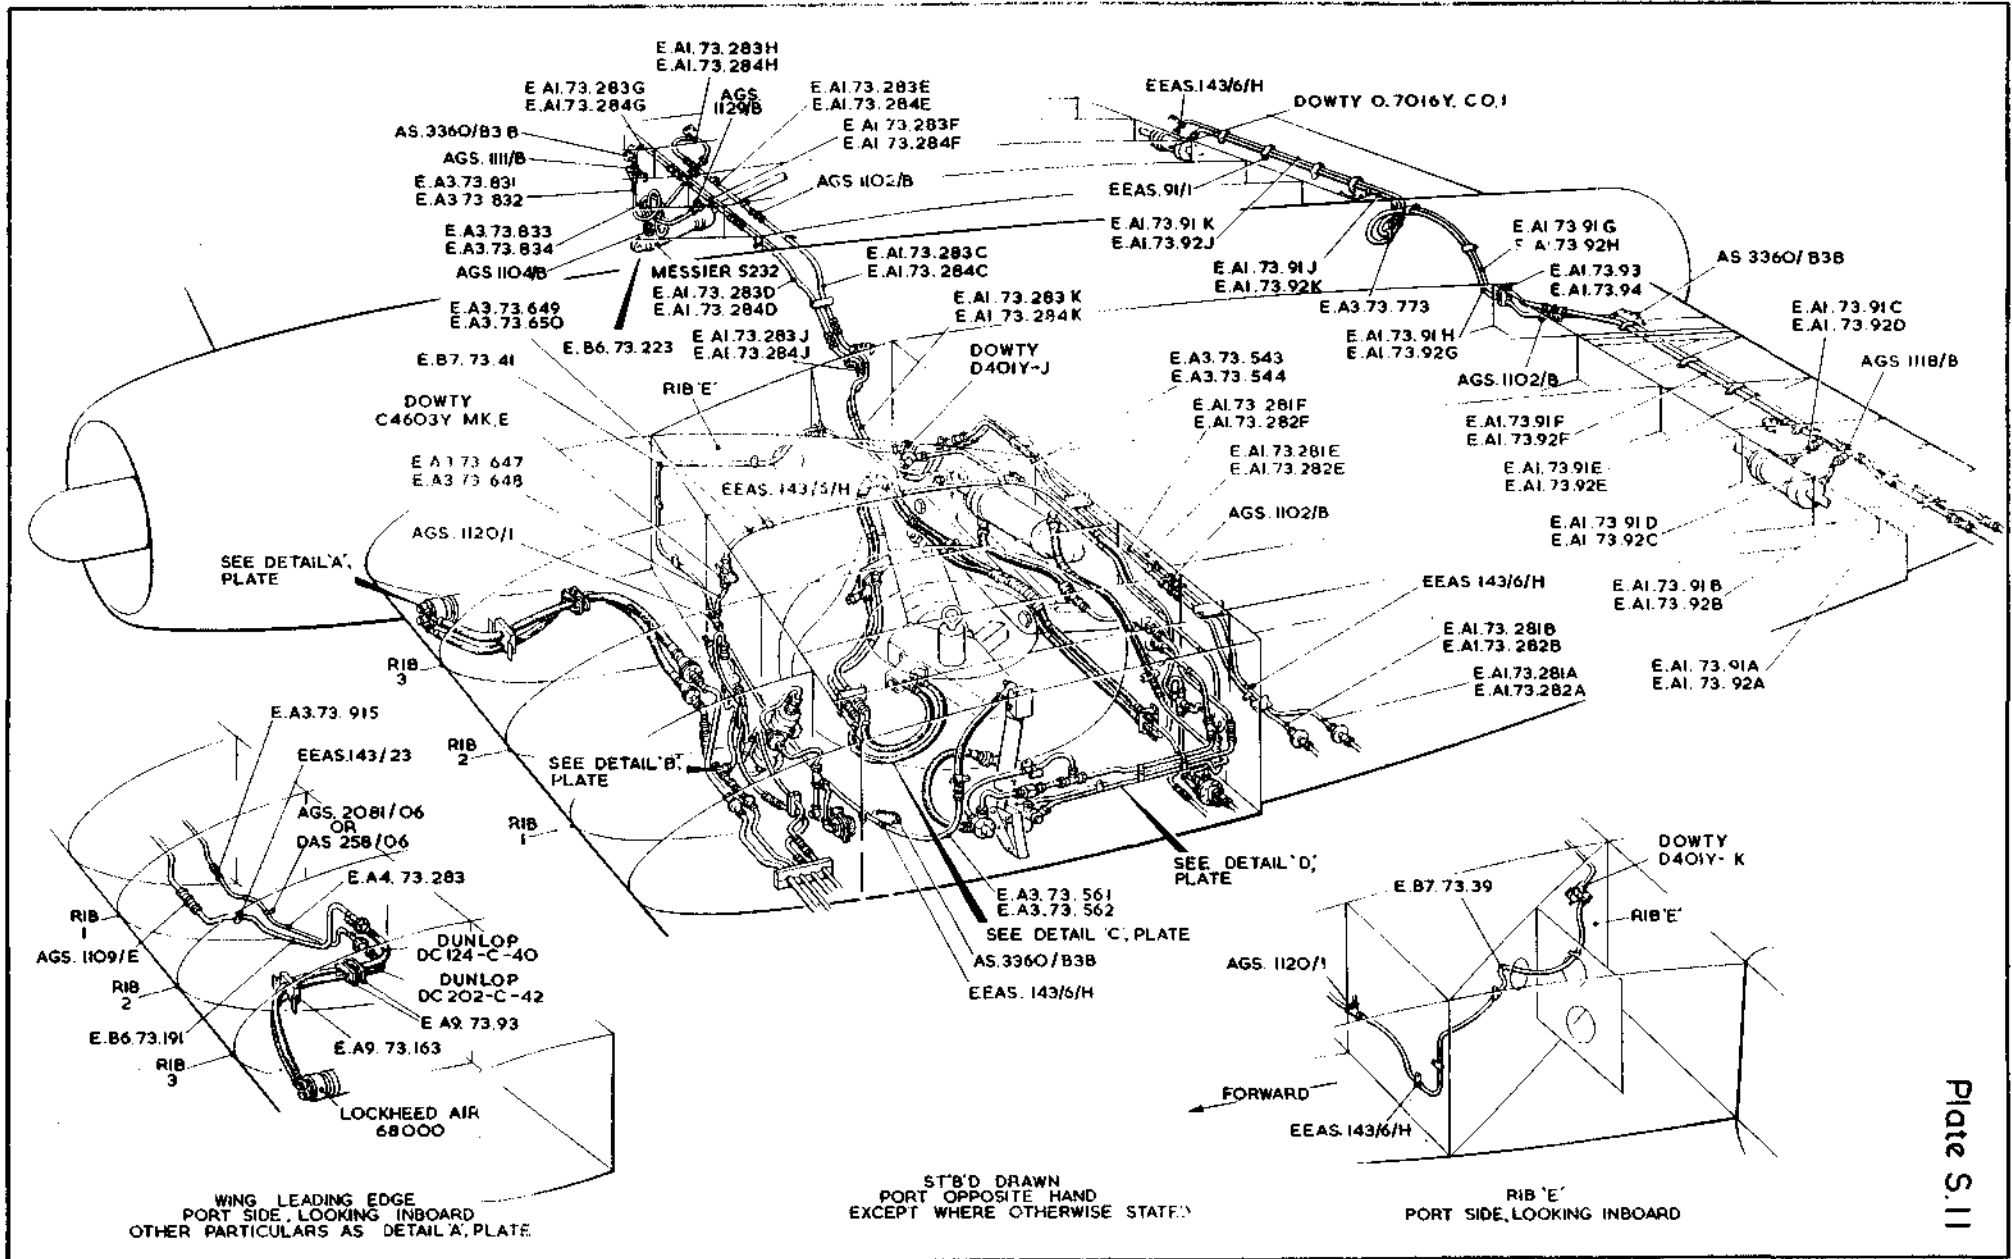 E.A1.73.283H
E.A1.73.284H
E.A1.73.283G
E.A1.73.284G
AGS
1129/B
E.A1.73.283E
E.A1.73.284E
AS.3360/B3B
E.A1.73.283F
E.A1.73.284F
AGS.1111/B
E.A3.73.831
E.A3.73.832
AGS.1102/B
E.A3.73.833
E.A3.73.834
AGS.1104/B
MESSIER S232
E.A1.73.283C
E.A1.73.284C
E.A1.73.283D
E.A1.73.284D
E.A3.73.649
E.A3.73.650
E.B6.73.223
E.A1.73.283J
E.A1.73.284J
E.A1.73.283K
E.A1.73.284K
E.B7.73.41
RIB 'E'
DOWTY
D401Y-J
DOWTY
C4603Y MK.E
E.A3.73.647
E.A3.73.648
EEAS.143/5/H
AGS.1120/1
SEE DETAIL 'A',
PLATE
EEAS.143/6/H
DOWTY O.7016Y. CO.1
EEAS.91/1
E.A1.73.91K
E.A1.73.92J
E.A1.73.91J
E.A1.73.92K
E.A3.73.773
E.A1.73.91G
E.A1.73.92H
E.A1.73.93
E.A1.73.94
AS.3360/B3B
E.A1.73.91H
E.A1.73.92G
E.A1.73.91C
E.A1.73.92D
AGS.1118/B
AGS.1102/B
E.A3.73.543
E.A3.73.544
E.A1.73.281F
E.A1.73.282F
E.A1.73.91F
E.A1.73.92F
E.A1.73.281E
E.A1.73.282E
E.A1.73.91E
E.A1.73.92E
AGS.1102/B
E.A1.73.91D
E.A1.73.92C
EEAS.143/6/H
E.A1.73.91B
E.A1.73.92B
E.A1.73.281B
E.A1.73.282B
E.A1.73.281A
E.A1.73.282A
E.A1.73.91A
E.A1.73.92A
RIB
3
RIB
2
SEE DETAIL 'B',
PLATE
RIB
1
SEE DETAIL 'D',
PLATE
E.A3.73.561
E.A3.73.562
SEE DETAIL 'C', PLATE
AS.3360/B3B
EEAS.143/6/H
E.A3.73.915
EEAS.143/23
AGS.2081/06
OR
DAS 258/06
E.A4.73.283
RIB
1
AGS.1109/E
DUNLOP
DC124-C-40
RIB
2
DUNLOP
DC202-C-42
E.A9.73.93
E.B6.73.191
E.A9.73.163
RIB
3
LOCKHEED AIR
68000
WING LEADING EDGE
PORT SIDE, LOOKING INBOARD
OTHER PARTICULARS AS DETAIL 'A', PLATE
ST'B'D DRAWN
PORT OPPOSITE HAND
EXCEPT WHERE OTHERWISE STATED
DOWTY
D401Y-K
E.B7.73.39
RIB 'E'
AGS.1120/1
FORWARD
EEAS.143/6/H
RIB 'E'
PORT SIDE, LOOKING INBOARD
Plate S.11